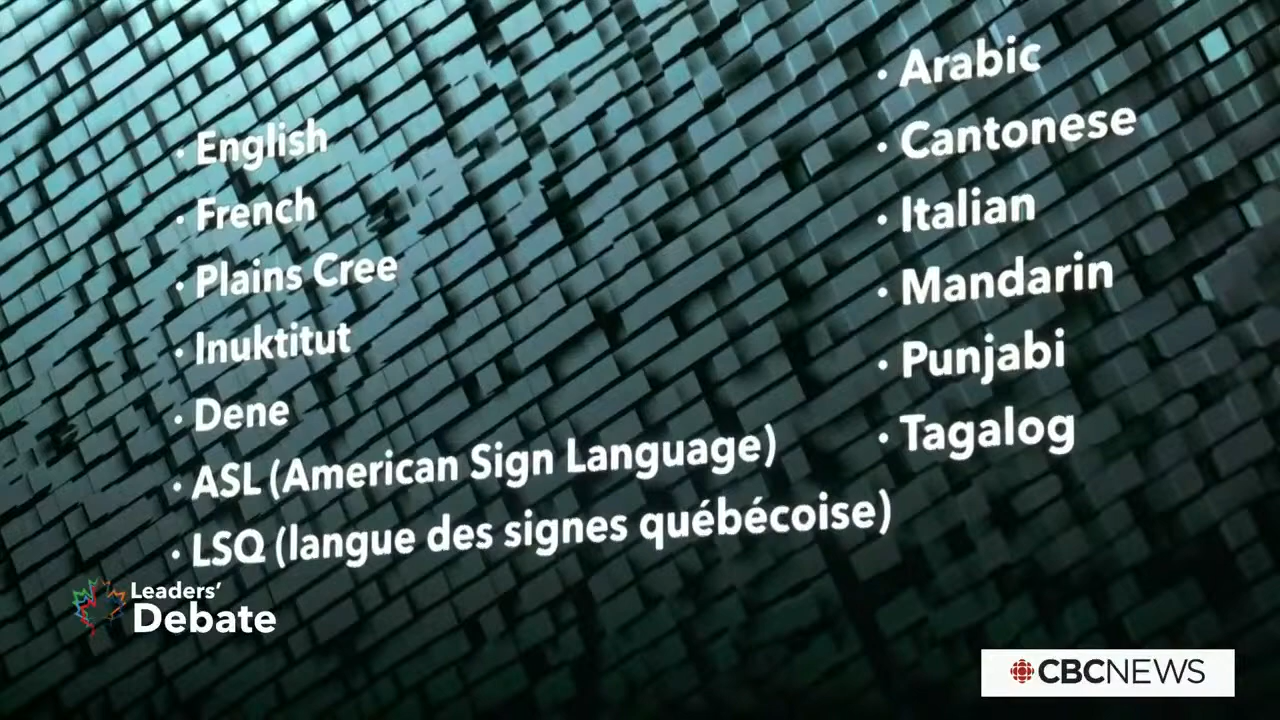 · English
· French
· Plains Cree
· Inuktitut
· Dene
· ASL (American Sign Language)
· LSQ (langue des signes québécoise)
· Arabic
· Cantonese
· Italian
· Mandarin
· Punjabi
· Tagalog
Leaders’
Debate
CBCNEWS